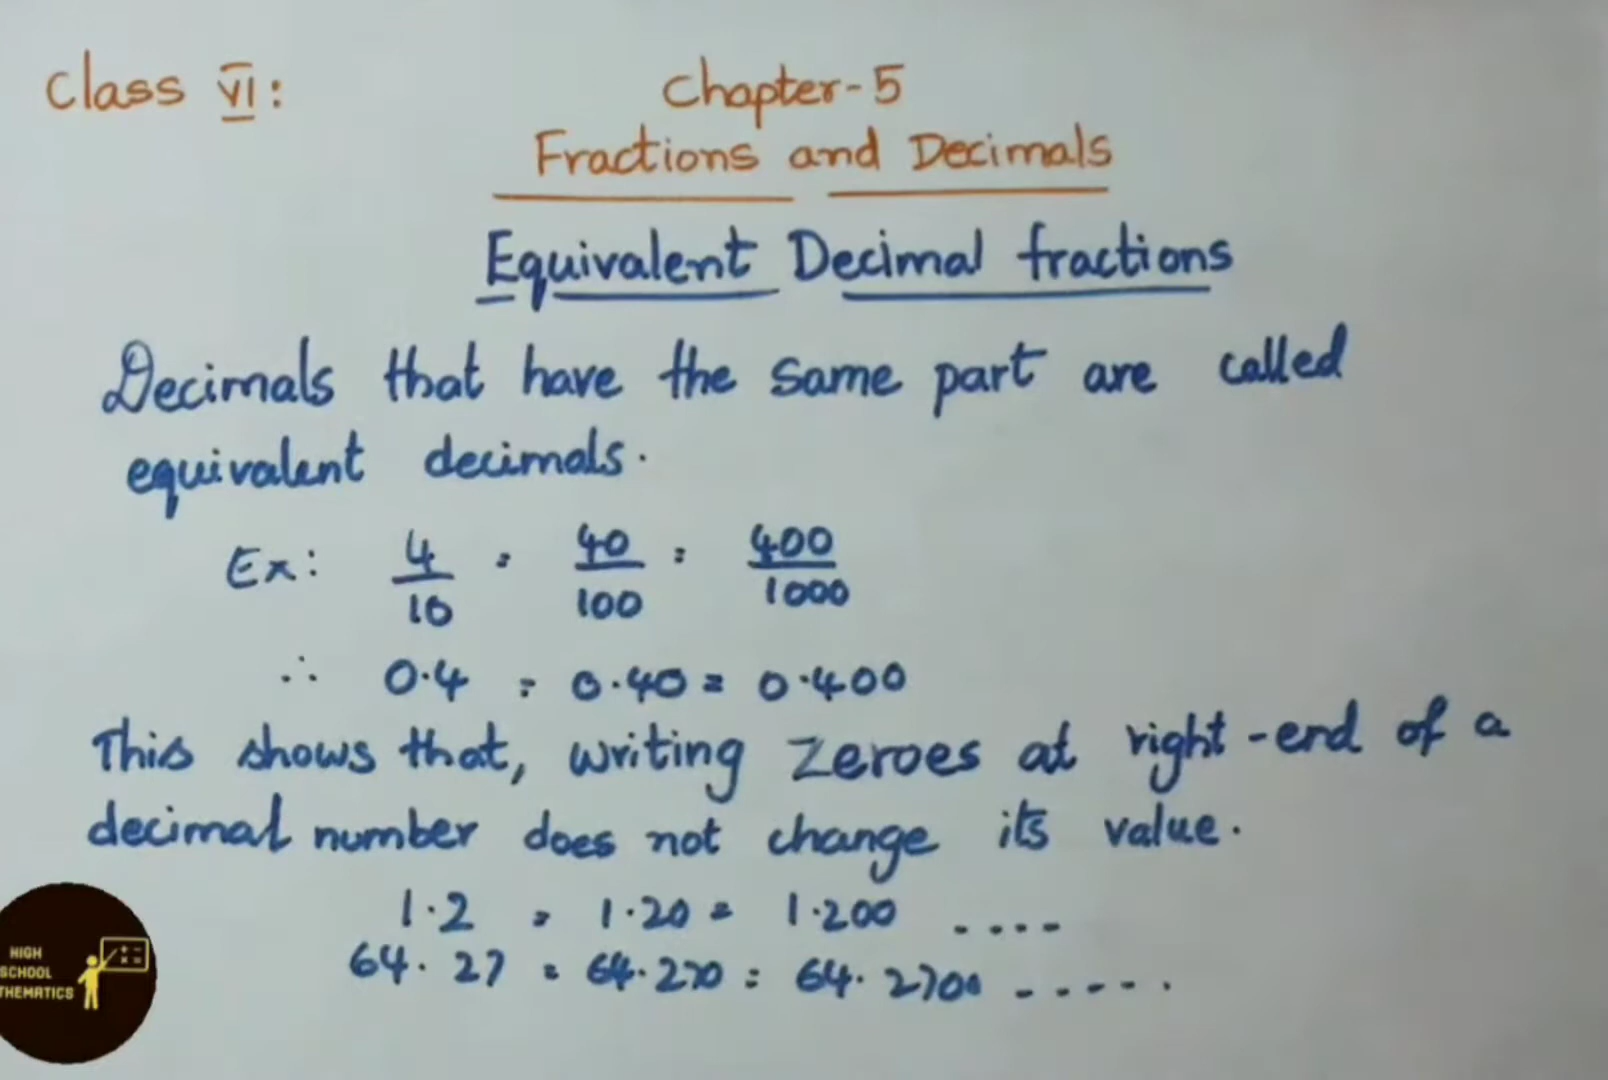 Class VI:
Chapter-5
Fractions and Decimals
Equivalent Decimal fractions
Decimals that have the same part are called
equivalent decimals.
Ex: 4/10 = 40/100 = 400/1000
∴ 0.4 = 0.40 = 0.400
This shows that, writing zeroes at right-end of a
decimal number does not change its value.
1.2 = 1.20 = 1.200 ....
64.27 = 64.270 = 64.2700 ......
HIGH
SCHOOL
THEMATICS